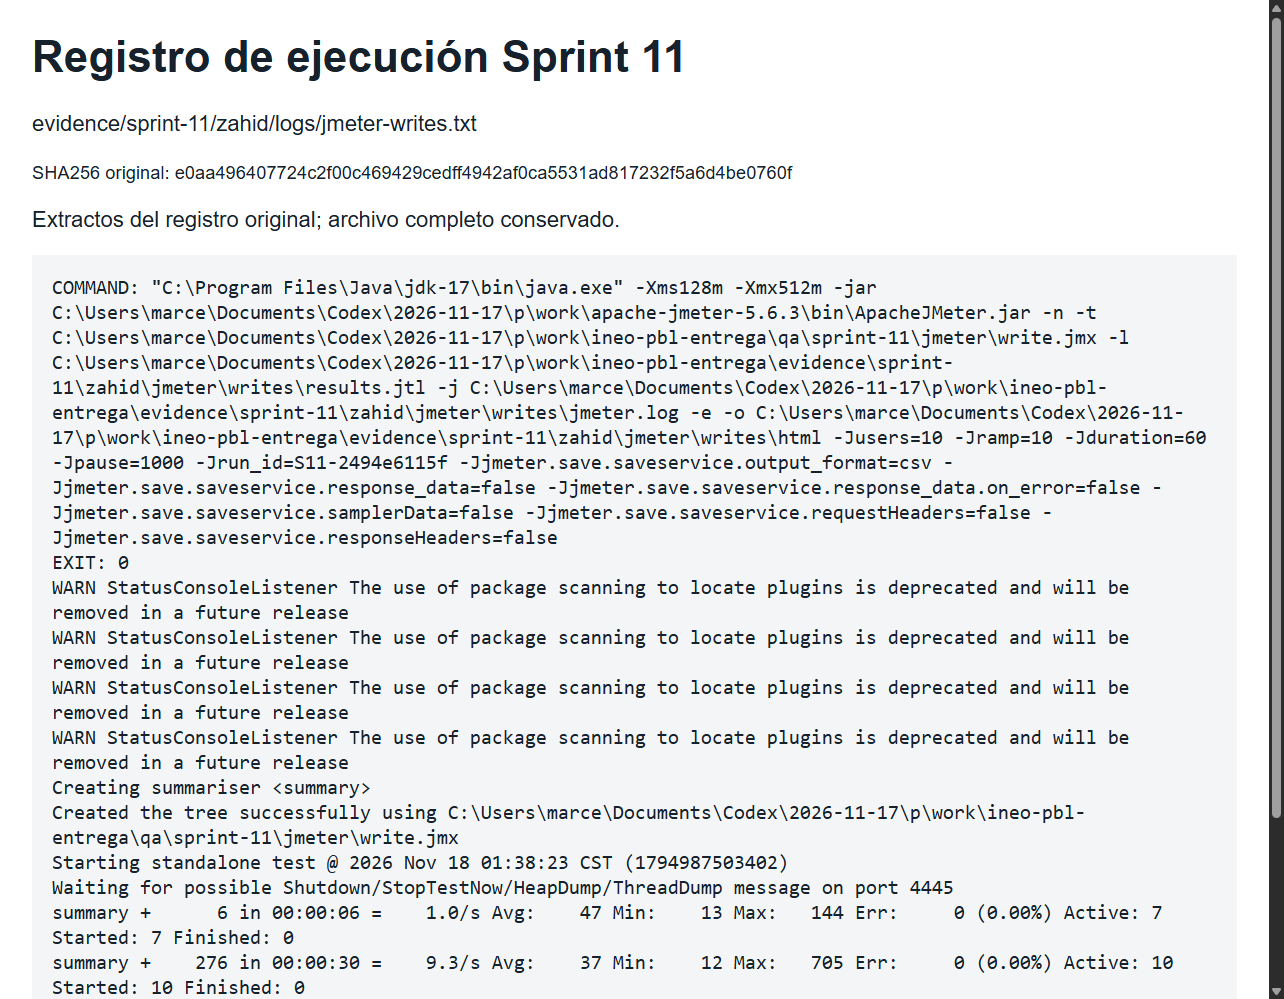 Registro de ejecución Sprint 11
evidence/sprint-11/zahid/logs/jmeter-writes.txt
SHA256 original: e0aa496407724c2f00c469429cedff4942af0ca5531ad817232f5a6d4be0760f
Extractos del registro original; archivo completo conservado.
COMMAND: "C:\Program Files\Java\jdk-17\bin\java.exe" -Xms128m -Xmx512m -jar
C:\Users\marce\Documents\Codex\2026-11-17\p\work\apache-jmeter-5.6.3\bin\ApacheJMeter.jar -n -t
C:\Users\marce\Documents\Codex\2026-11-17\p\work\ineo-pbl-entrega\qa\sprint-11\jmeter\write.jmx -l
C:\Users\marce\Documents\Codex\2026-11-17\p\work\ineo-pbl-entrega\evidence\sprint-
11\zahid\jmeter\writes\results.jtl -j C:\Users\marce\Documents\Codex\2026-11-17\p\work\ineo-pbl-
entrega\evidence\sprint-11\zahid\jmeter\writes\jmeter.log -e -o C:\Users\marce\Documents\Codex\2026-11-
17\p\work\ineo-pbl-entrega\evidence\sprint-11\zahid\jmeter\writes\html -Jusers=10 -Jramp=10 -Jduration=60
-Jpause=1000 -Jrun_id=S11-2494e6115f -Jjmeter.save.saveservice.output_format=csv -
Jjmeter.save.saveservice.response_data=false -Jjmeter.save.saveservice.response_data.on_error=false -
Jjmeter.save.saveservice.samplerData=false -Jjmeter.save.saveservice.requestHeaders=false -
Jjmeter.save.saveservice.responseHeaders=false
EXIT: 0
WARN StatusConsoleListener The use of package scanning to locate plugins is deprecated and will be
removed in a future release
WARN StatusConsoleListener The use of package scanning to locate plugins is deprecated and will be
removed in a future release
WARN StatusConsoleListener The use of package scanning to locate plugins is deprecated and will be
removed in a future release
WARN StatusConsoleListener The use of package scanning to locate plugins is deprecated and will be
removed in a future release
Creating summariser <summary>
Created the tree successfully using C:\Users\marce\Documents\Codex\2026-11-17\p\work\ineo-pbl-
entrega\qa\sprint-11\jmeter\write.jmx
Starting standalone test @ 2026 Nov 18 01:38:23 CST (1794987503402)
Waiting for possible Shutdown/StopTestNow/HeapDump/ThreadDump message on port 4445
summary +      6 in 00:00:06 =    1.0/s Avg:    47 Min:    13 Max:   144 Err:     0 (0.00%) Active: 7
Started: 7 Finished: 0
summary +    276 in 00:00:30 =    9.3/s Avg:    37 Min:    12 Max:   705 Err:     0 (0.00%) Active: 10
Started: 10 Finished: 0